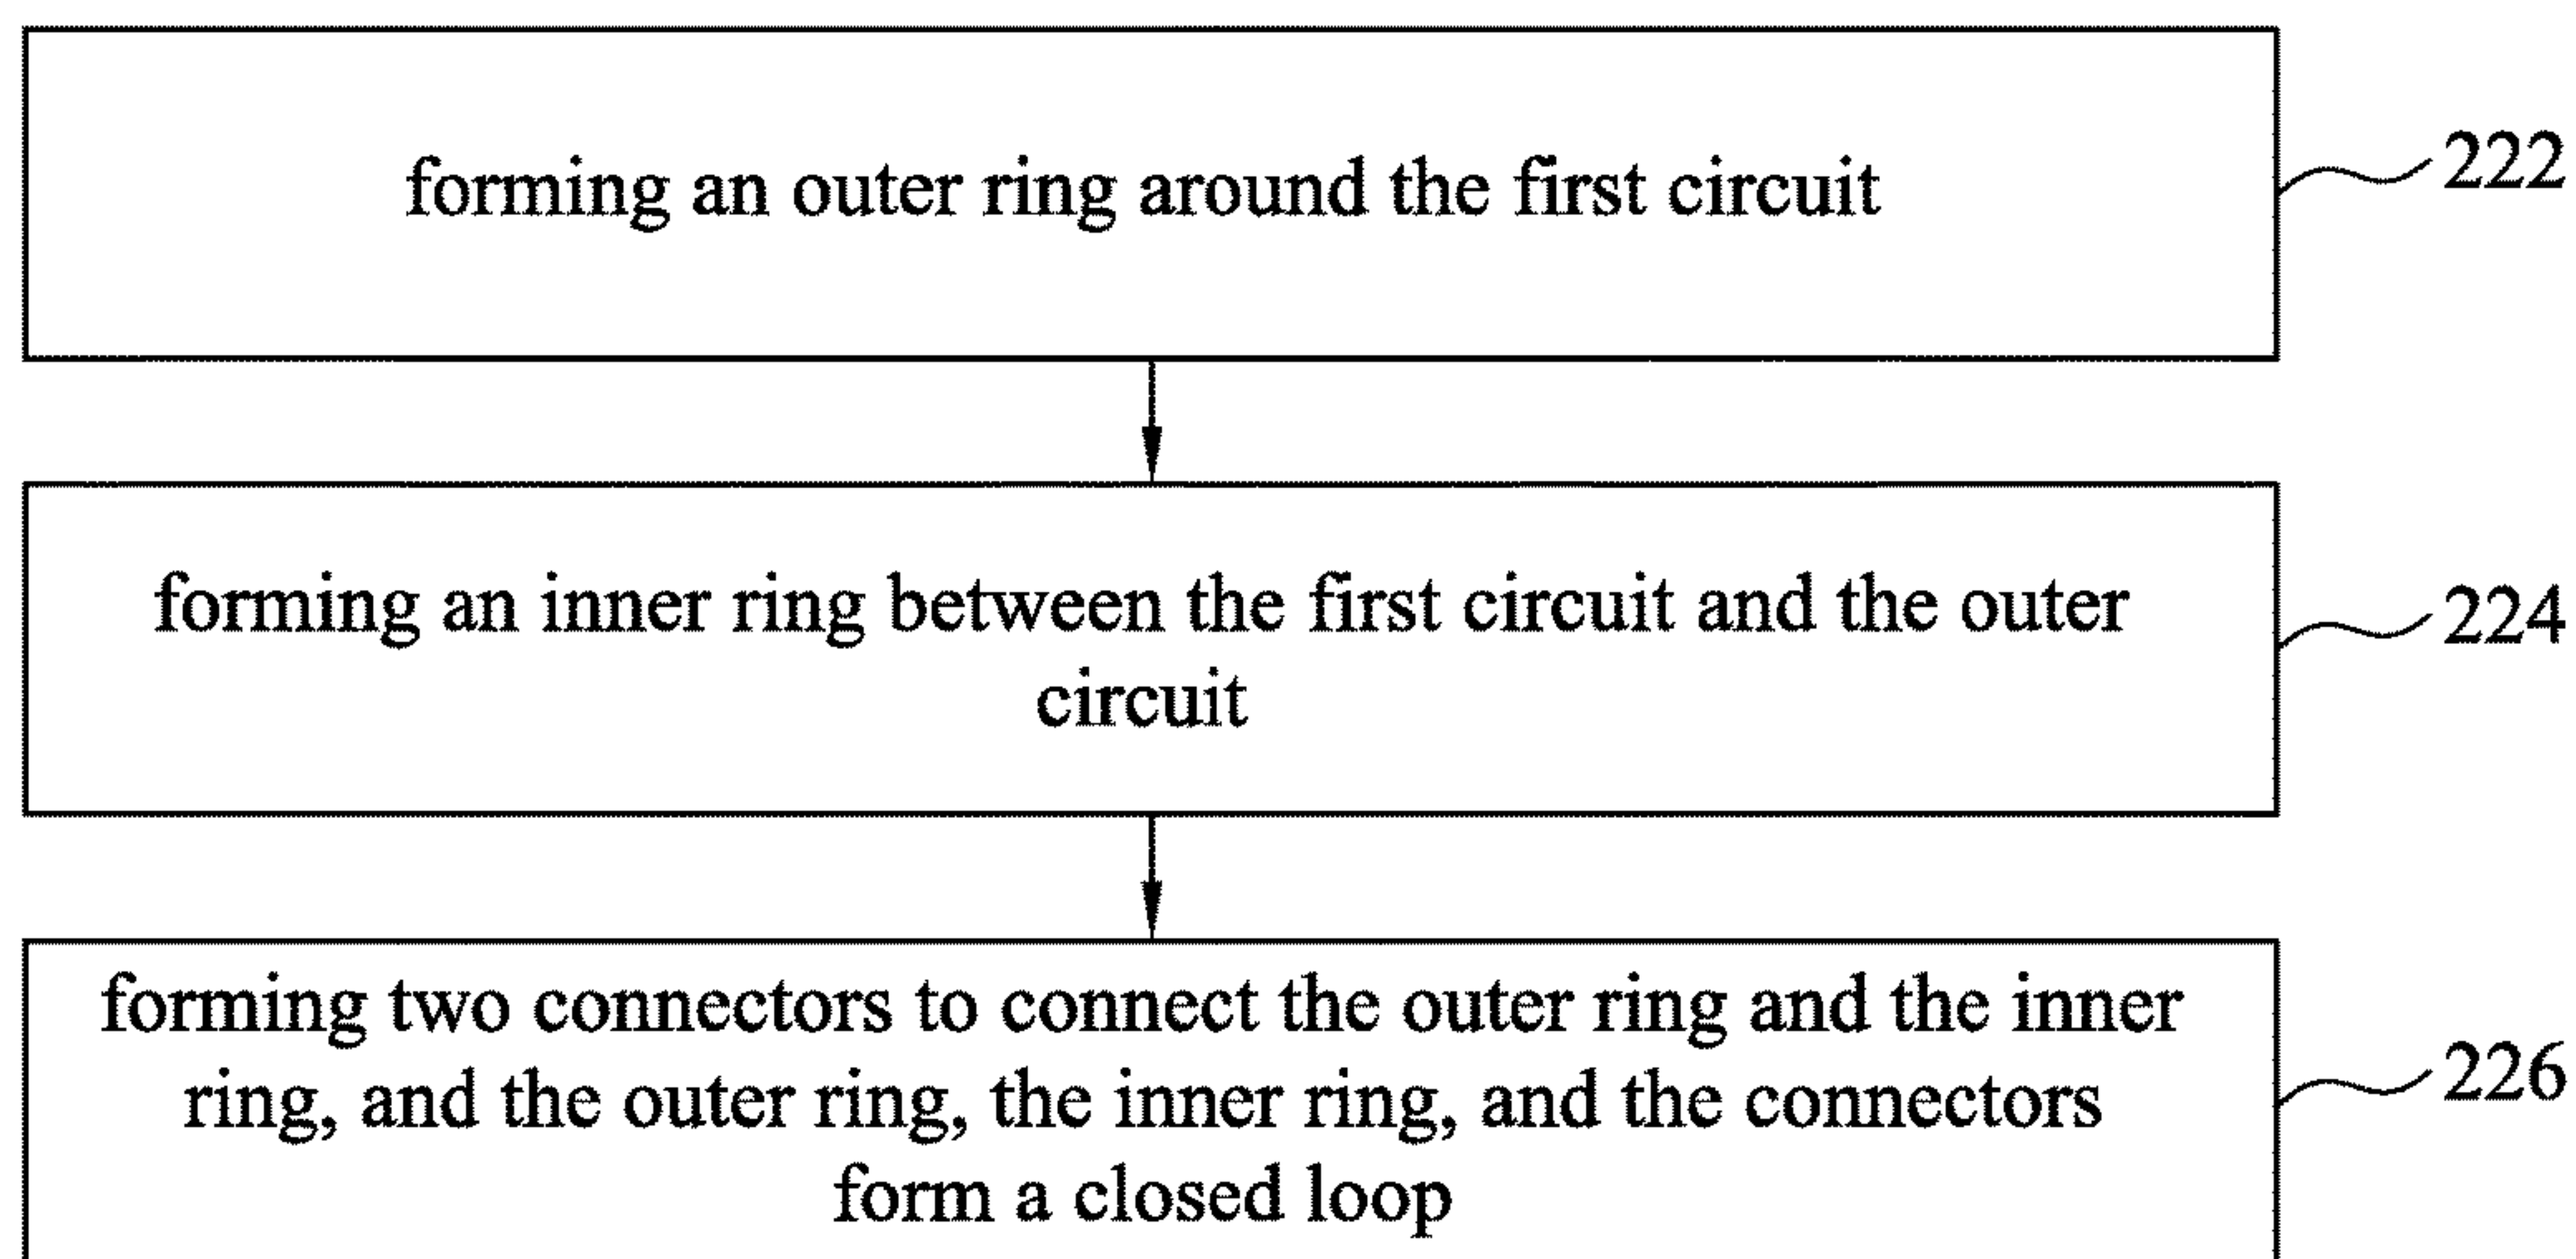 forming an outer ring around the first circuit
222
forming an inner ring between the first circuit and the outer
circuit
224
forming two connectors to connect the outer ring and the inner
ring, and the outer ring, the inner ring, and the connectors
form a closed loop
226